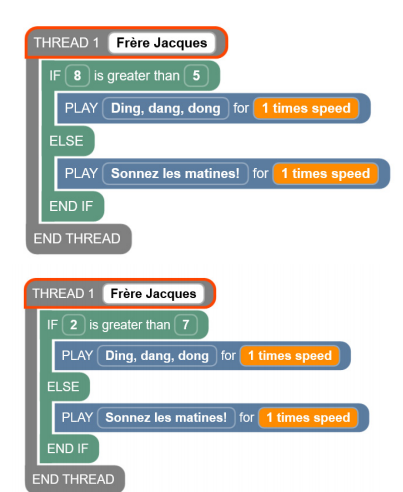 THREAD 1 Frère Jacques
IF 8 is greater than 5
PLAY Ding, dang, dong for 1 times speed
ELSE
PLAY Sonnez les matines! for 1 times speed
END IF
END THREAD
THREAD 1 Frère Jacques
IF 2 is greater than 7
PLAY Ding, dang, dong for 1 times speed
ELSE
PLAY Sonnez les matines! for 1 times speed
END IF
END THREAD